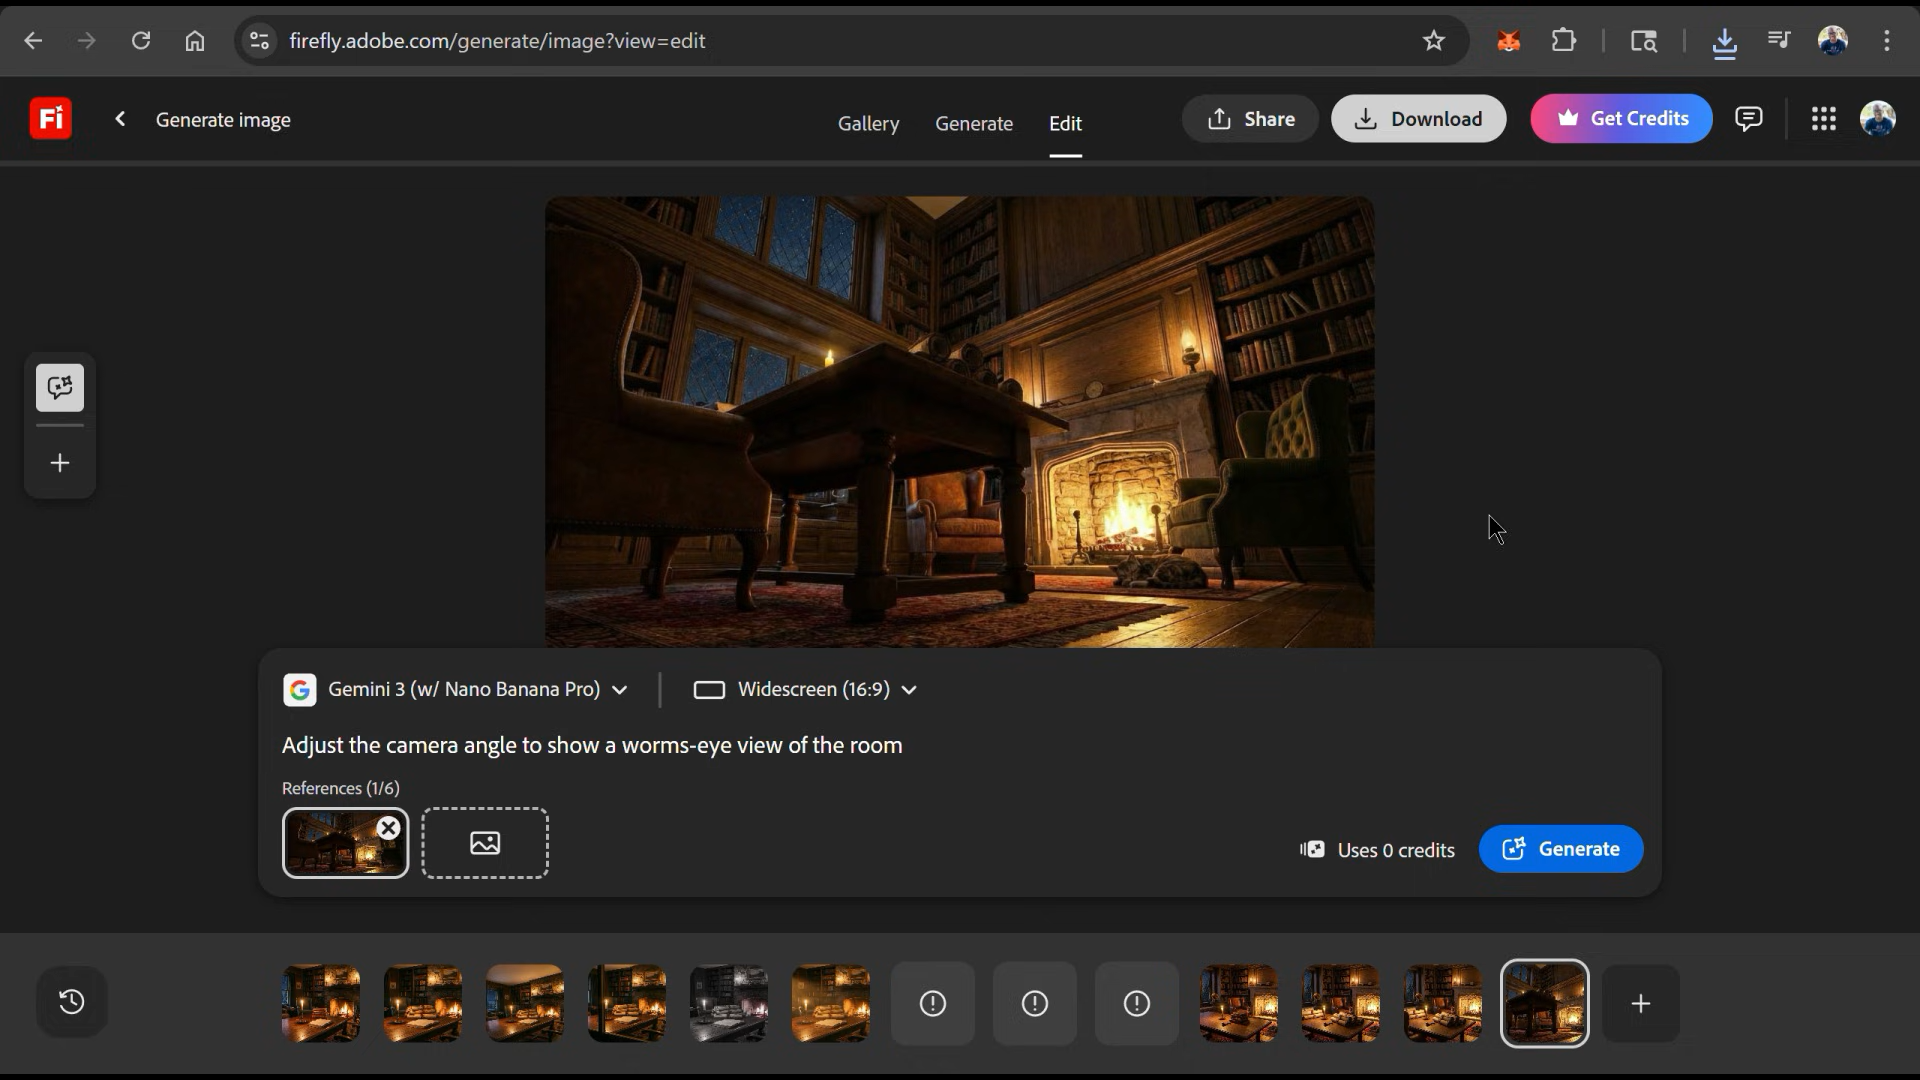 firefly.adobe.com/generate/image?view=edit
Fi
Generate image
Gallery
Generate
Edit
Share
Download
Get Credits
Gemini 3 (w/ Nano Banana Pro)
Widescreen (16:9)
Adjust the camera angle to show a worms-eye view of the room
References (1/6)
Uses 0 credits
Generate